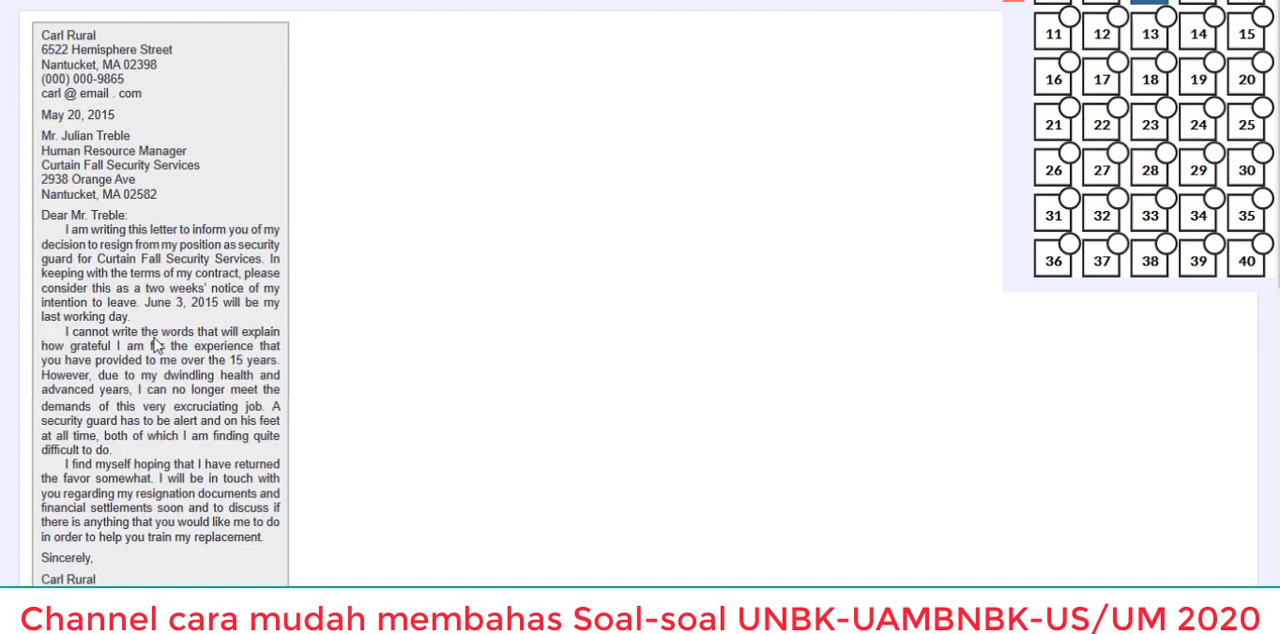 Carl Rural
6522 Hemisphere Street
Nantucket, MA 02398
(000) 000-9865
carl @ email . com
May 20, 2015
Mr. Julian Treble
Human Resource Manager
Curtain Fall Security Services
2938 Orange Ave
Nantucket, MA 02582
Dear Mr. Treble:
I am writing this letter to inform you of my
decision to resign from my position as security
guard for Curtain Fall Security Services. In
keeping with the terms of my contract, please
consider this as a two weeks' notice of my
intention to leave. June 3, 2015 will be my
last working day.
I cannot write the words that will explain
how grateful I am for the experience that
you have provided to me over the 15 years.
However, due to my dwindling health and
advanced years, I can no longer meet the
demands of this very excruciating job. A
security guard has to be alert and on his feet
at all time, both of which I am finding quite
difficult to do.
I find myself hoping that I have returned
the favor somewhat. I will be in touch with
you regarding my resignation documents and
financial settlements soon and to discuss if
there is anything that you would like me to do
in order to help you train my replacement.
Sincerely,
Carl Rural
11 12 13 14 15
16 17 18 19 20
21 22 23 24 25
26 27 28 29 30
31 32 33 34 35
36 37 38 39 40
Channel cara mudah membahas Soal-soal UNBK-UAMBNBK-US/UM 2020